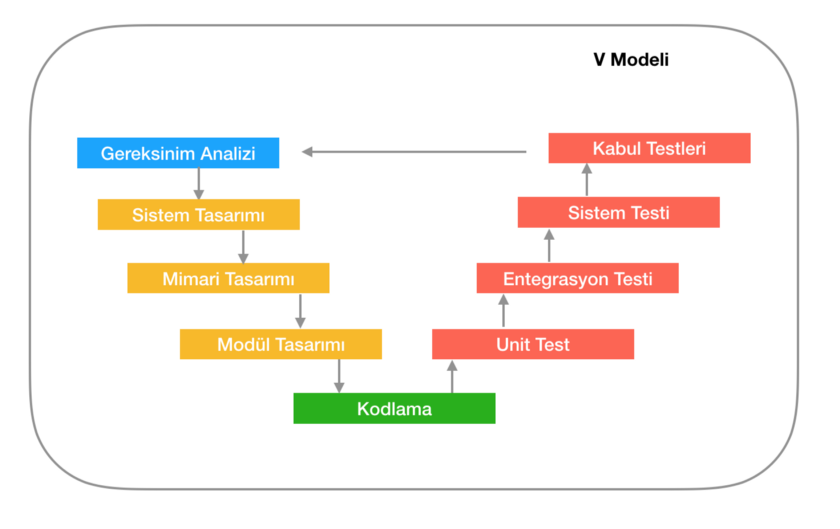 V Modeli
Gereksinim Analizi
Kabul Testleri
Sistem Tasarımı
Sistem Testi
Mimari Tasarımı
Entegrasyon Testi
Modül Tasarımı
Unit Test
Kodlama